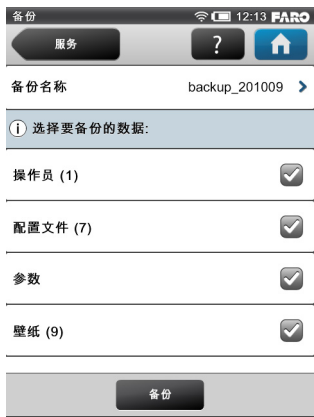 备份 12:13 FARO
服务 ?
备份名称 backup_201009
i 选择要备份的数据:
操作员 (1)
配置文件 (7)
参数
壁纸 (9)
备份